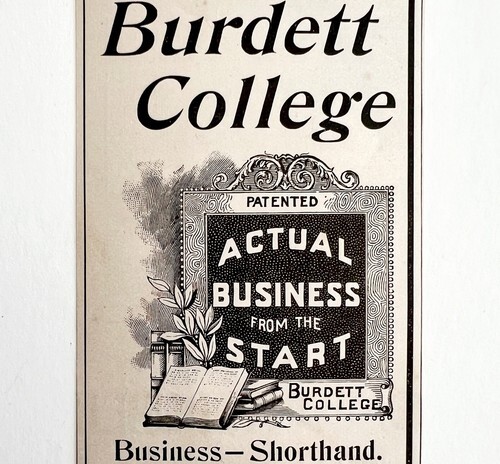 Burdett
College
PATENTED
ACTUAL
BUSINESS
FROM THE
START
BURDETT
COLLEGE
Business—Shorthand.